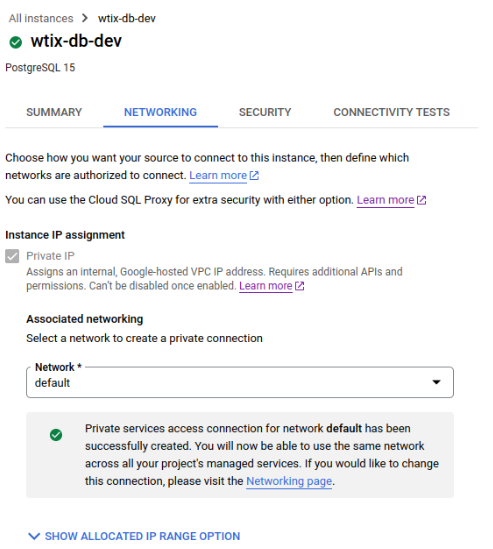 All instances > wtix-db-dev
wtix-db-dev
PostgreSQL 15
SUMMARY NETWORKING SECURITY CONNECTIVITY TESTS
Choose how you want your source to connect to this instance, then define which
networks are authorized to connect. Learn more
You can use the Cloud SQL Proxy for extra security with either option. Learn more
Instance IP assignment
Private IP
Assigns an internal, Google-hosted VPC IP address. Requires additional APIs and
permissions. Can't be disabled once enabled. Learn more
Associated networking
Select a network to create a private connection
Network *
default
Private services access connection for network default has been
successfully created. You will now be able to use the same network
across all your project's managed services. If you would like to change
this connection, please visit the Networking page.
SHOW ALLOCATED IP RANGE OPTION